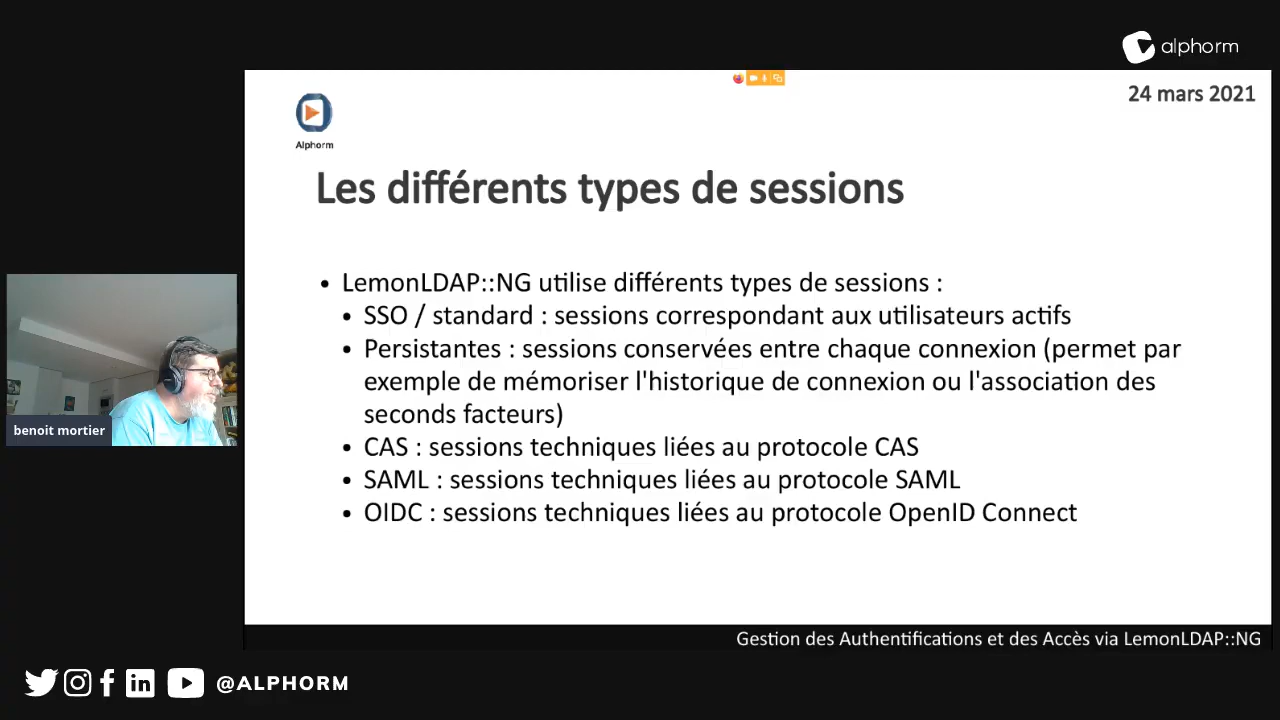 alphorm
24 mars 2021
Alphorm
Les différents types de sessions
• LemonLDAP::NG utilise différents types de sessions :
• SSO / standard : sessions correspondant aux utilisateurs actifs
• Persistantes : sessions conservées entre chaque connexion (permet par
exemple de mémoriser l'historique de connexion ou l'association des
seconds facteurs)
• CAS : sessions techniques liées au protocole CAS
• SAML : sessions techniques liées au protocole SAML
• OIDC : sessions techniques liées au protocole OpenID Connect
benoit mortier
Gestion des Authentifications et des Accès via LemonLDAP::NG
@ALPHORM